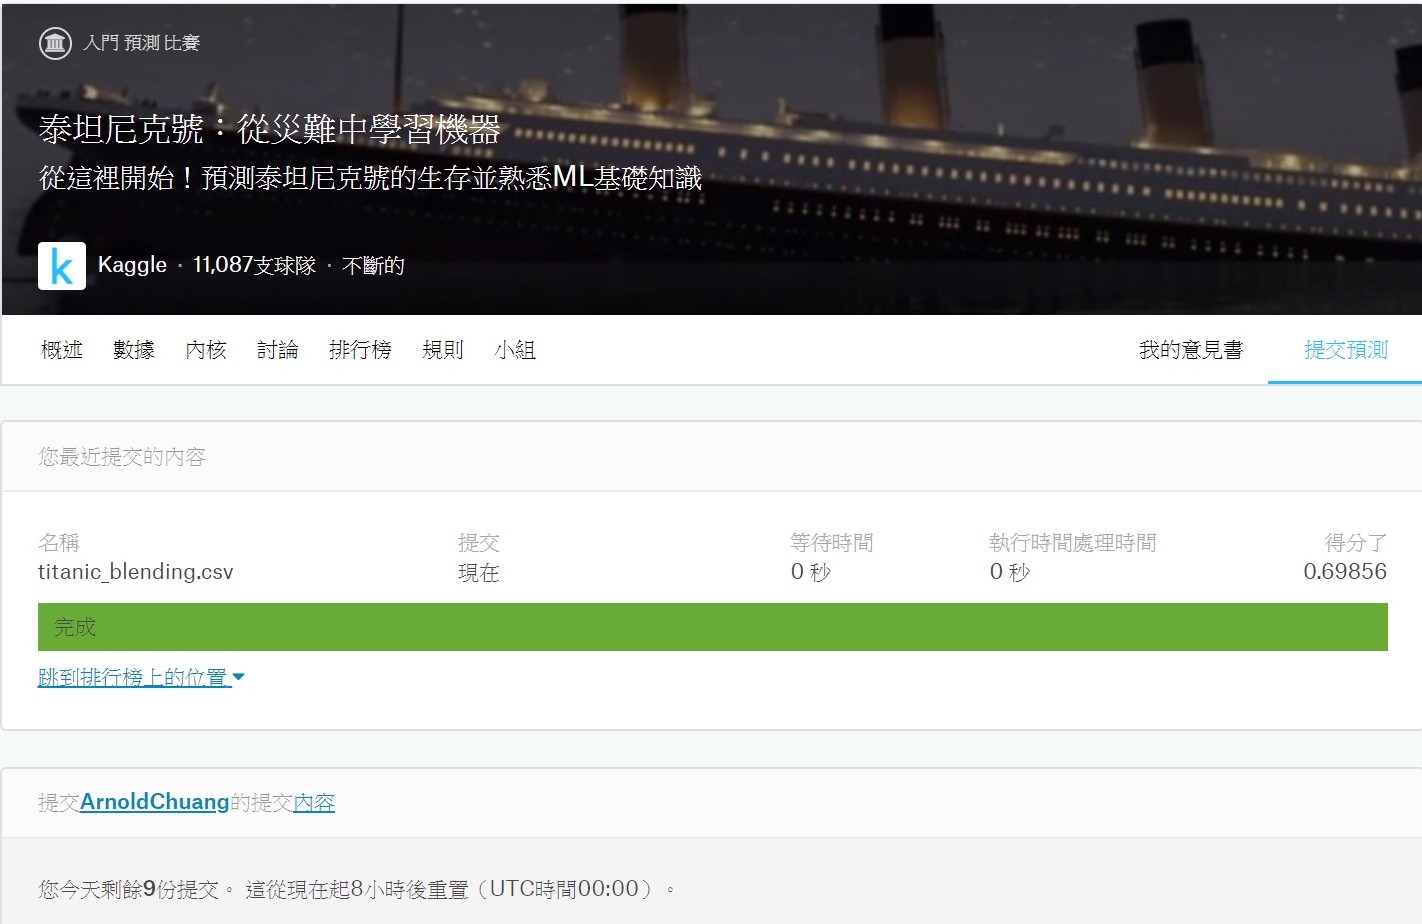 入門 預測 比賽
泰坦尼克號：從災難中學習機器
從這裡開始！預測泰坦尼克號的生存並熟悉ML基礎知識
k Kaggle · 11,087支球隊 · 不斷的
概述 數據 內核 討論 排行榜 規則 小組 我的意見書 提交預測
您最近提交的內容
名稱 提交 等待時間 執行時間處理時間 得分了
titanic_blending.csv 現在 0 秒 0 秒 0.69856
完成
跳到排行榜上的位置
提交ArnoldChuang的提交內容
您今天剩餘9份提交。 這從現在起8小時後重置（UTC時間00:00）。